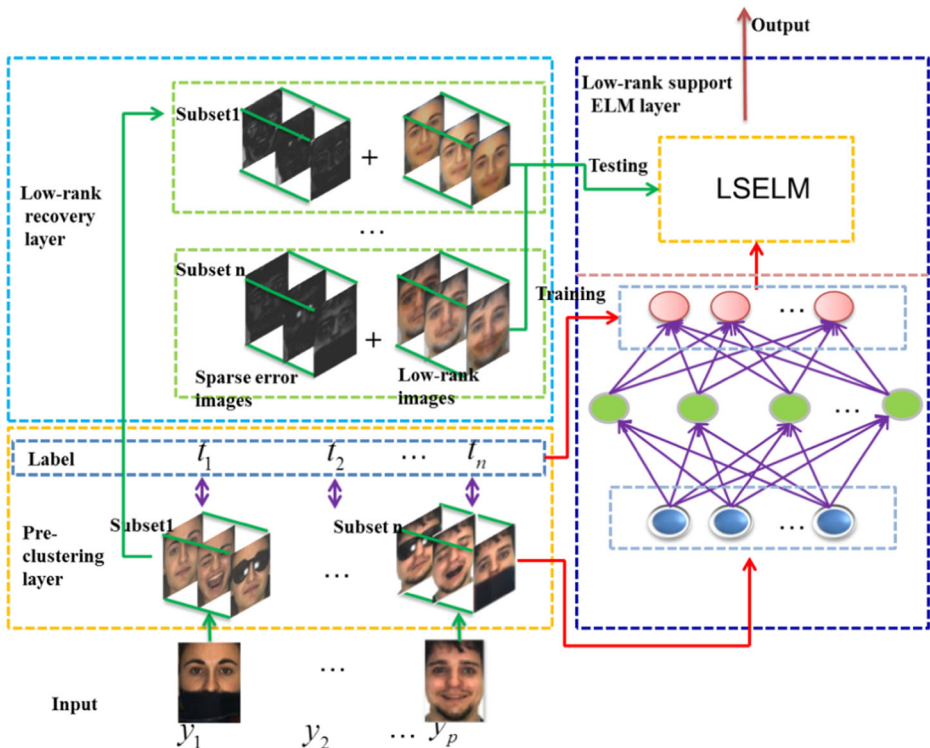 Output
Low-rank support
ELM layer
Subset1
+
Testing
LSELM
Low-rank
recovery
layer
...
Subset n
+
Training
...
Sparse error
images
Low-rank
images
...
Label
t1
t2
...
tn
Subset1
Subset n
...
Pre-
clustering
layer
...
...
Input
y1
y2
...
yp